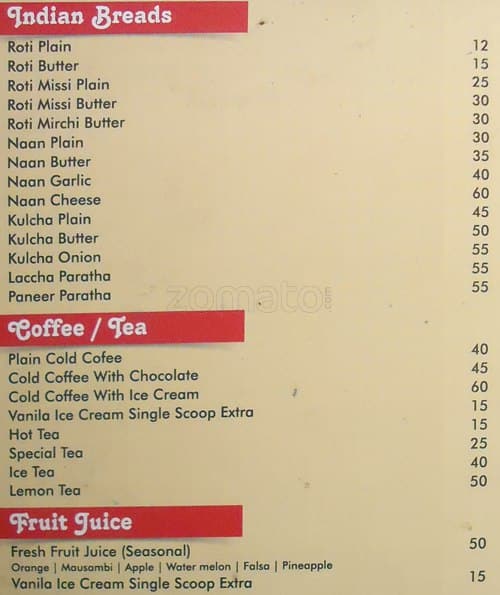 Indian Breads
Roti Plain 12
Roti Butter 15
Roti Missi Plain 25
Roti Missi Butter 30
Roti Mirchi Butter 30
Naan Plain 30
Naan Butter 35
Naan Garlic 40
Naan Cheese 60
Kulcha Plain 45
Kulcha Butter 50
Kulcha Onion 55
Laccha Paratha 55
Paneer Paratha 55
zomato.com
Coffee / Tea
Plain Cold Cofee 40
Cold Coffee With Chocolate 45
Cold Coffee With Ice Cream 60
Vanila Ice Cream Single Scoop Extra 15
Hot Tea 15
Special Tea 25
Ice Tea 40
Lemon Tea 50
Fruit Juice
Fresh Fruit Juice (Seasonal) 50
Orange | Mausambi | Apple | Water melon | Falsa | Pineapple
Vanila Ice Cream Single Scoop Extra 15